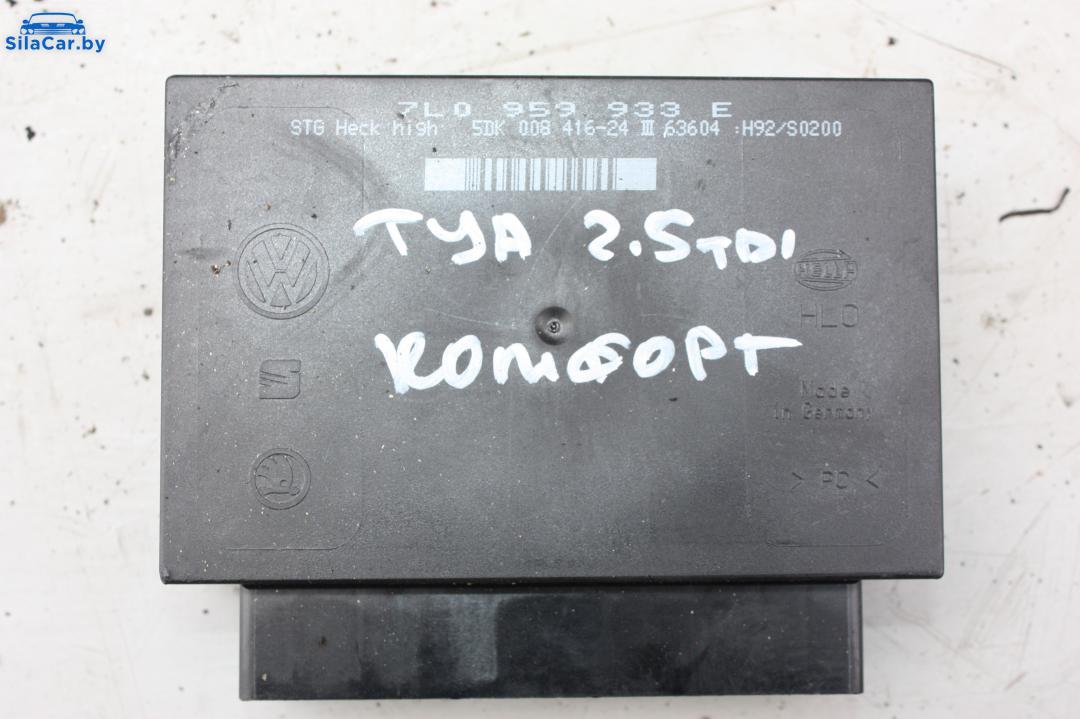 SilaCar.by
7L0 959 933 E
STG Heck high 5DK 008 416-24 III 63604 :H92/S0200
ТУА 2.5TDI
HELLA
HLO
КОМФОРТ
Made
in Germany
> PC <